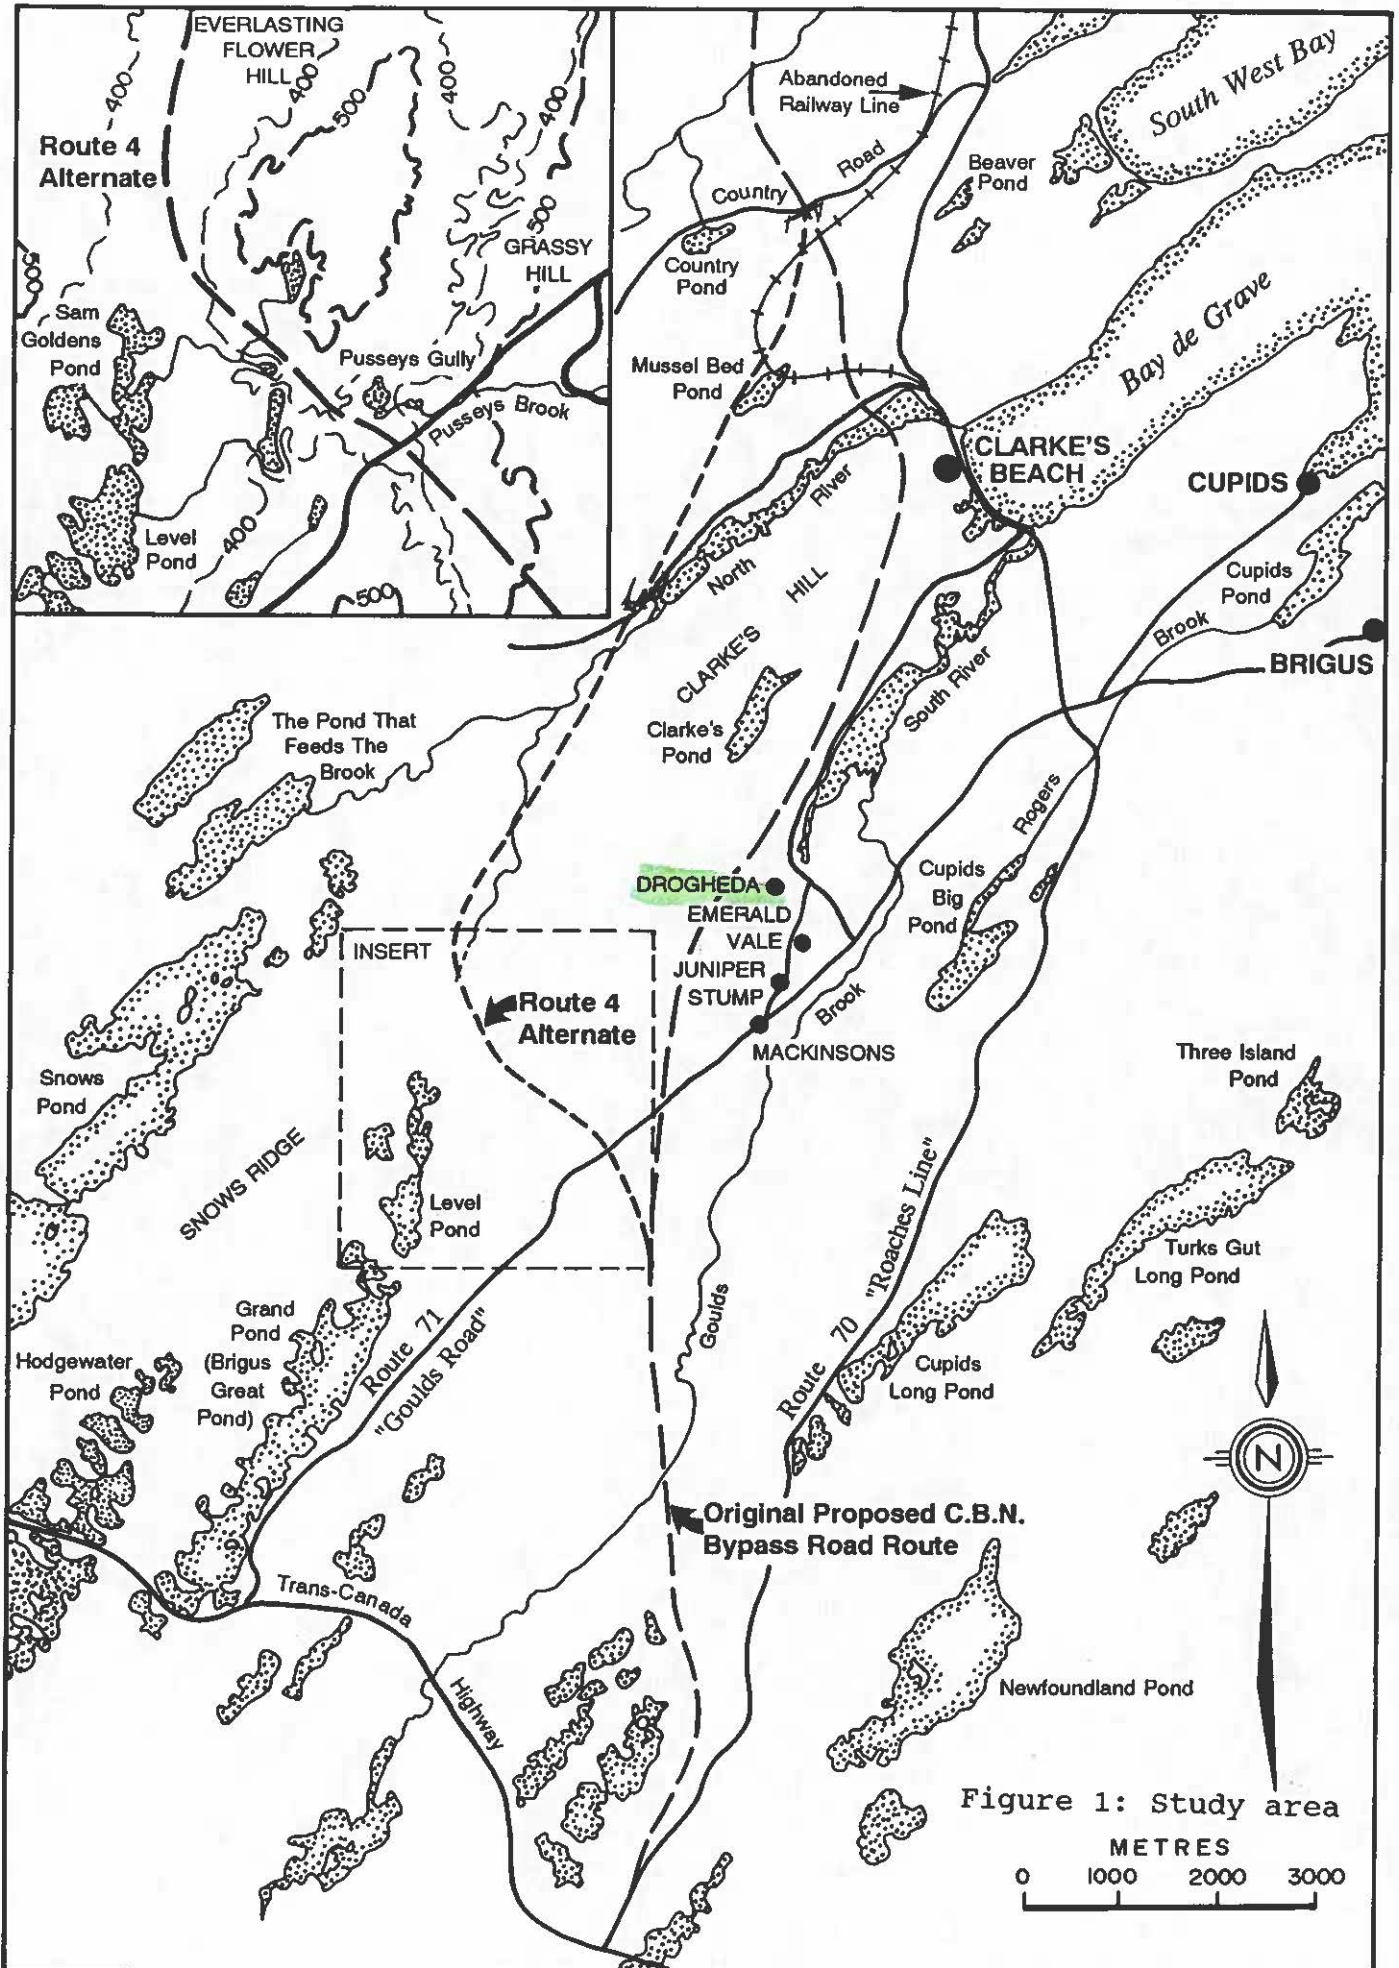 EVERLASTING
FLOWER
HILL
400
400
500
400
400
500
500
Route 4
Alternate
GRASSY
HILL
Sam
Goldens
Pond
Pusseys Gully
Pusseys Brook
Level
Pond
400
500
Abandoned
Railway Line
South West Bay
Beaver
Pond
Country Road
Country
Pond
Bay de Grave
Mussel Bed
Pond
CLARKE'S
BEACH
CUPIDS
North River
Cupids
Pond
CLARKE'S HILL
Brook
BRIGUS
South River
Clarke's
Pond
The Pond That
Feeds The
Brook
Rogers
DROGHEDA
Cupids
Big
Pond
EMERALD
VALE
INSERT
JUNIPER
STUMP
Route 4
Alternate
Brook
MACKINSONS
Three Island
Pond
Snows
Pond
SNOWS RIDGE
Level
Pond
Turks Gut
Long Pond
Grand
Pond
(Brigus
Great
Pond)
Hodgewater
Pond
Route 71
"Goulds Road"
Goulds
Route 70 "Roaches Line"
Cupids
Long Pond
N
Original Proposed C.B.N.
Bypass Road Route
Trans-Canada
Highway
Newfoundland Pond
Figure 1: Study area
METRES
0 1000 2000 3000